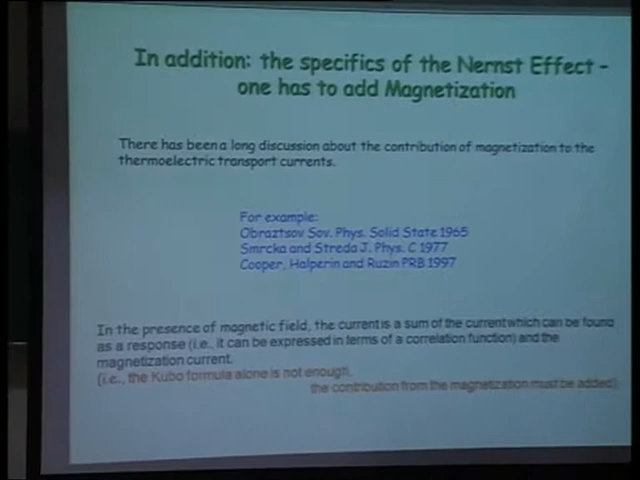 In addition: the specifics of the Nernst Effect -
one has to add Magnetization
There has been a long discussion about the contribution of magnetization to the
thermoelectric transport currents.
For example:
Obraztsov Sov. Phys. Solid State 1965
Smrcka and Streda J. Phys. C 1977
Cooper, Halperin and Ruzin PRB 1997
In the presence of magnetic field, the current is a sum of the current which can be found
as a response (i.e., it can be expressed in terms of a correlation function) and the
magnetization current.
(i.e., the Kubo formula alone is not enough,
the contribution from the magnetization must be added)